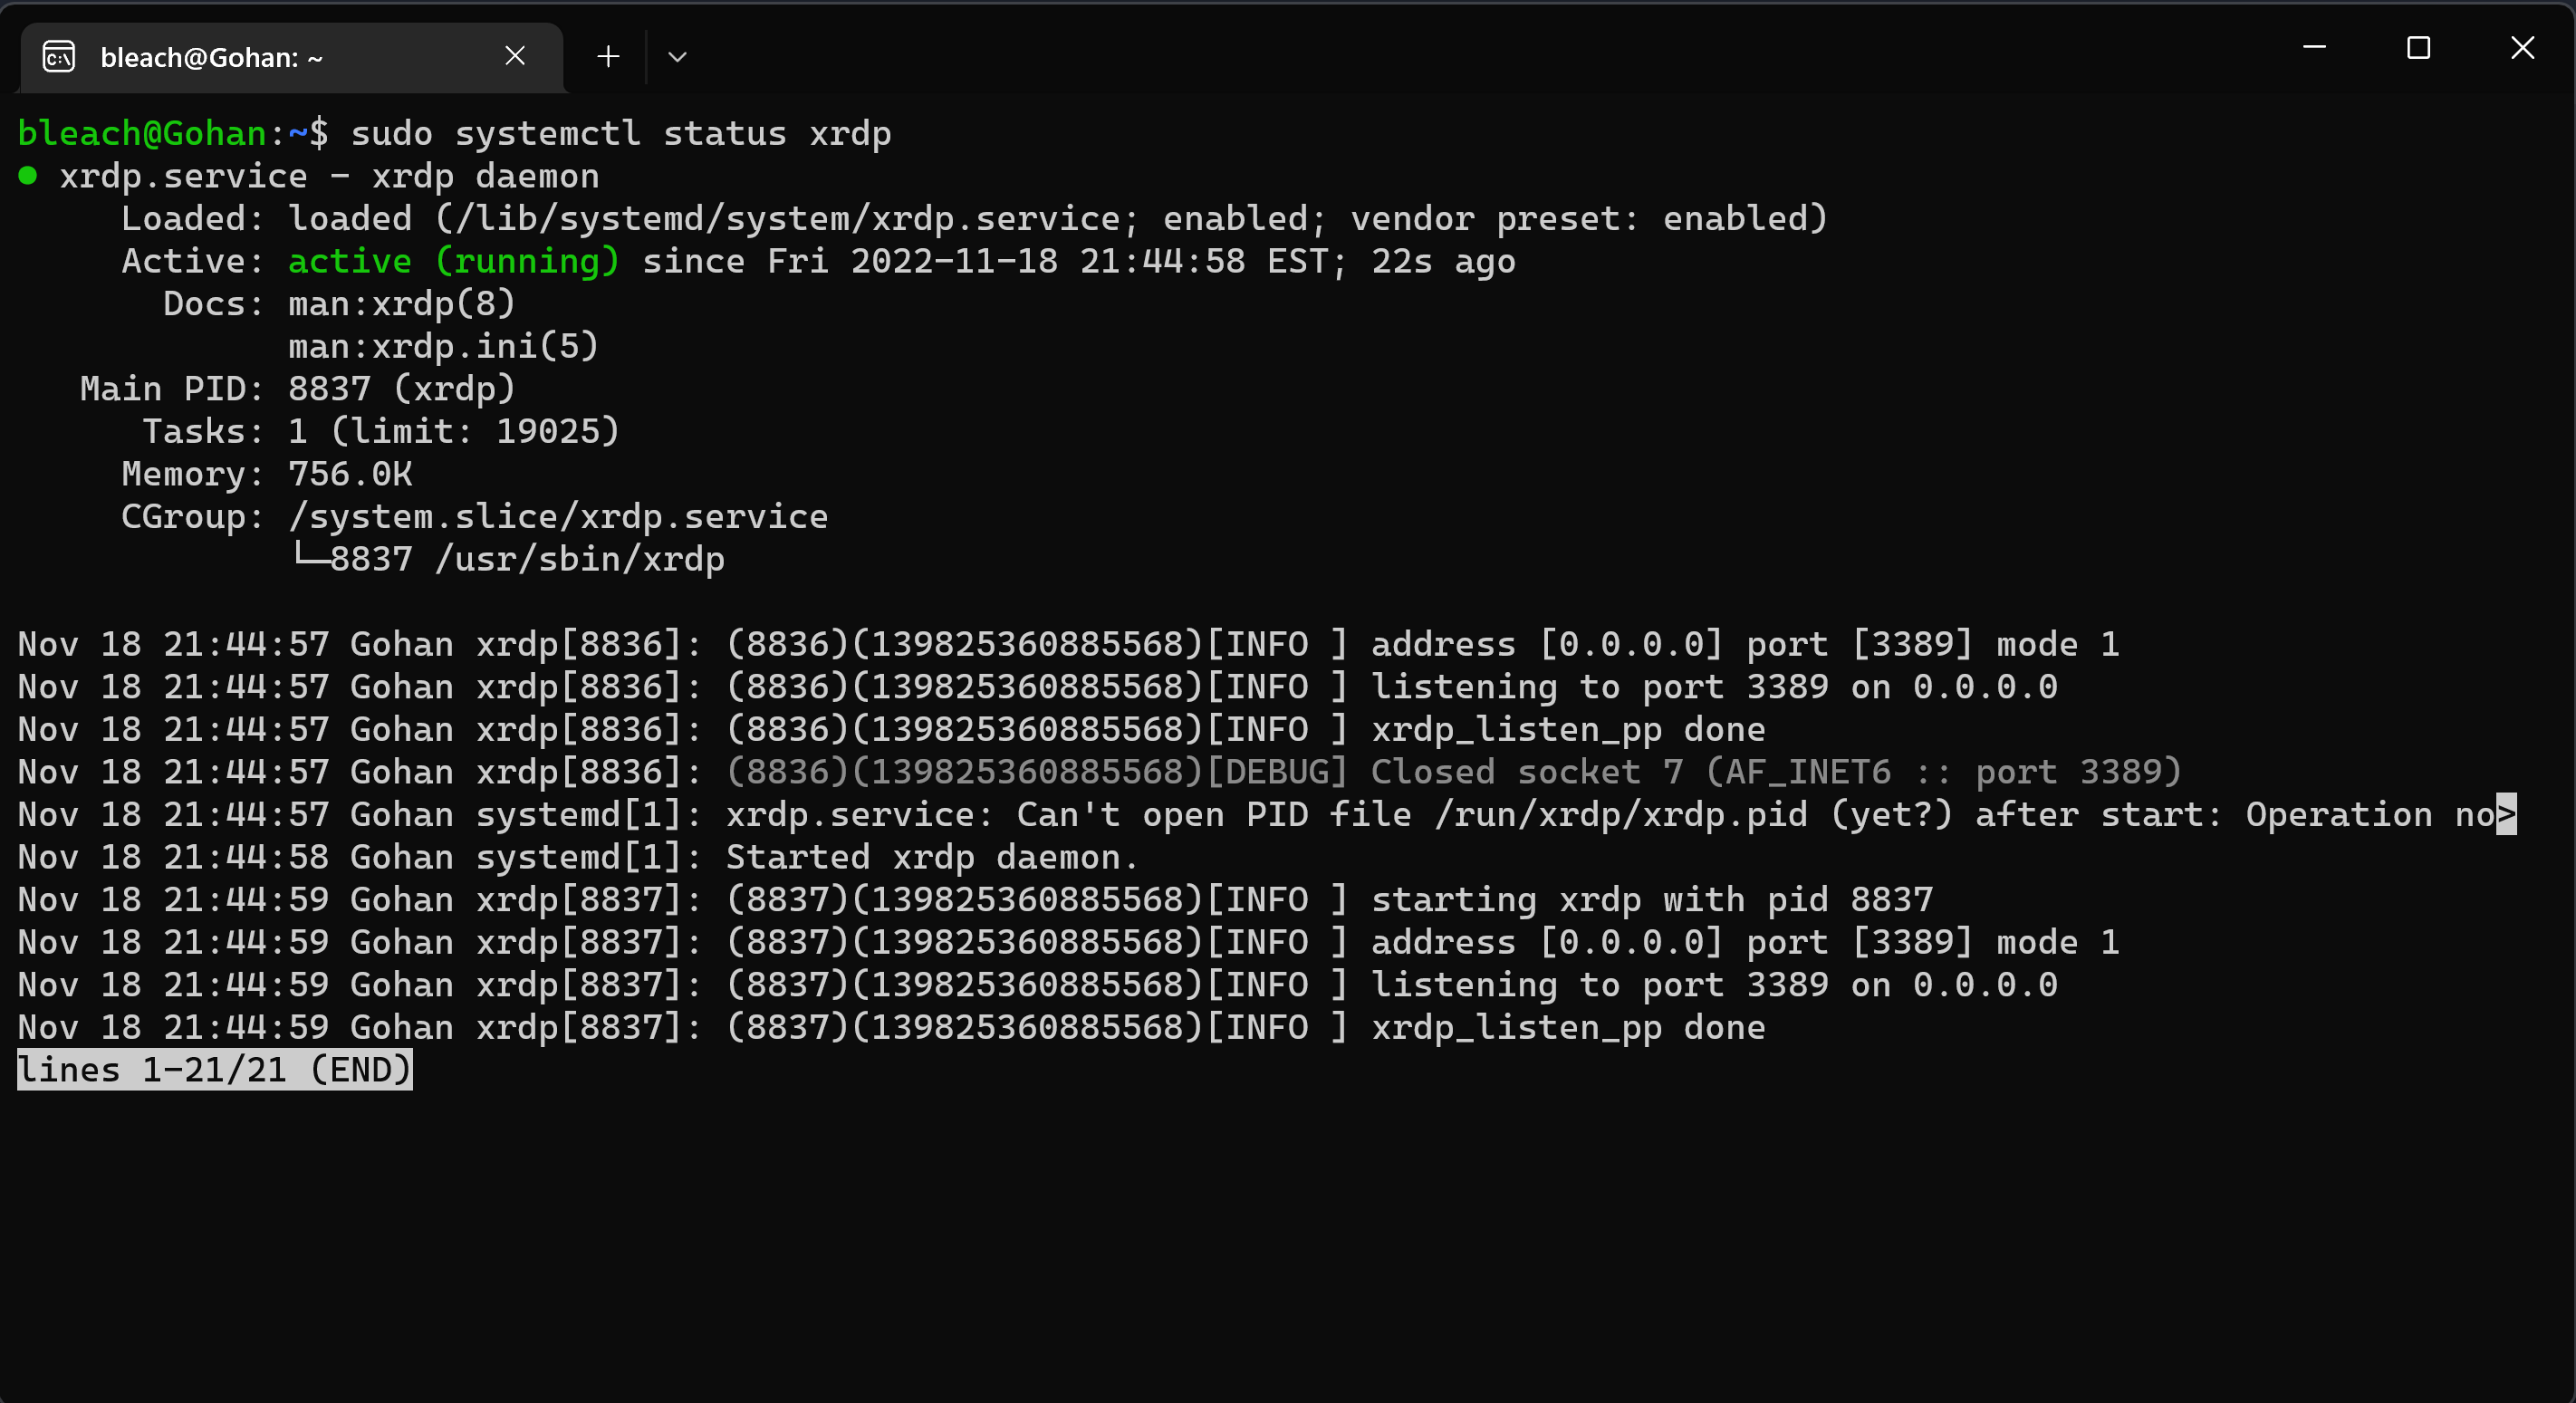 bleach@Gohan: ~
bleach@Gohan:~$ sudo systemctl status xrdp
● xrdp.service - xrdp daemon
     Loaded: loaded (/lib/systemd/system/xrdp.service; enabled; vendor preset: enabled)
     Active: active (running) since Fri 2022-11-18 21:44:58 EST; 22s ago
       Docs: man:xrdp(8)
             man:xrdp.ini(5)
   Main PID: 8837 (xrdp)
      Tasks: 1 (limit: 19025)
     Memory: 756.0K
     CGroup: /system.slice/xrdp.service
             └─8837 /usr/sbin/xrdp
Nov 18 21:44:57 Gohan xrdp[8836]: (8836)(139825360885568)[INFO ] address [0.0.0.0] port [3389] mode 1
Nov 18 21:44:57 Gohan xrdp[8836]: (8836)(139825360885568)[INFO ] listening to port 3389 on 0.0.0.0
Nov 18 21:44:57 Gohan xrdp[8836]: (8836)(139825360885568)[INFO ] xrdp_listen_pp done
Nov 18 21:44:57 Gohan xrdp[8836]: (8836)(139825360885568)[DEBUG] Closed socket 7 (AF_INET6 :: port 3389)
Nov 18 21:44:57 Gohan systemd[1]: xrdp.service: Can't open PID file /run/xrdp/xrdp.pid (yet?) after start: Operation no>
Nov 18 21:44:58 Gohan systemd[1]: Started xrdp daemon.
Nov 18 21:44:59 Gohan xrdp[8837]: (8837)(139825360885568)[INFO ] starting xrdp with pid 8837
Nov 18 21:44:59 Gohan xrdp[8837]: (8837)(139825360885568)[INFO ] address [0.0.0.0] port [3389] mode 1
Nov 18 21:44:59 Gohan xrdp[8837]: (8837)(139825360885568)[INFO ] listening to port 3389 on 0.0.0.0
Nov 18 21:44:59 Gohan xrdp[8837]: (8837)(139825360885568)[INFO ] xrdp_listen_pp done
lines 1-21/21 (END)